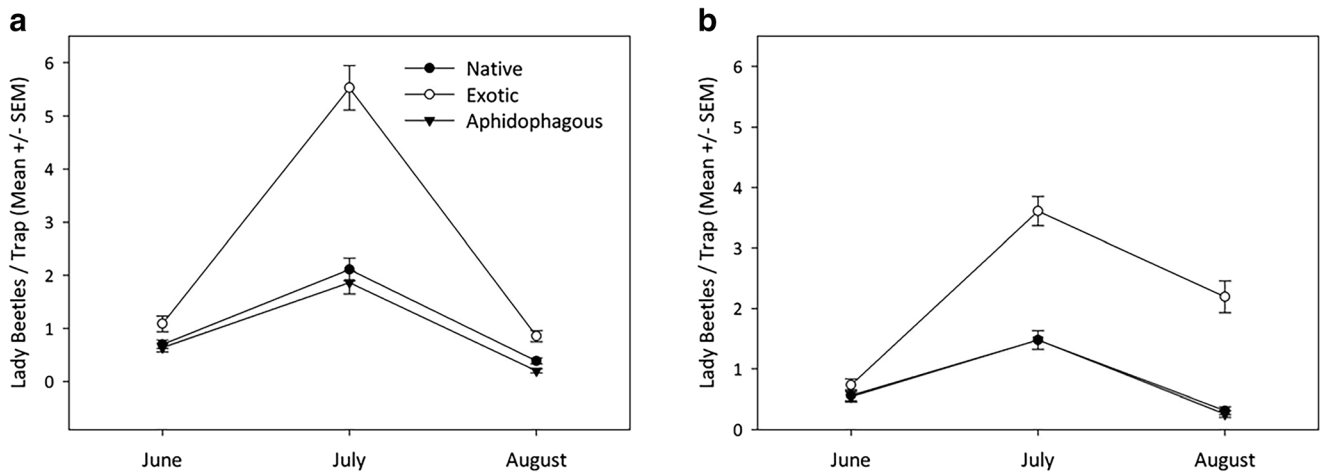 a
Lady Beetles / Trap (Mean +/- SEM)
6
5
4
3
2
1
0
Native
Exotic
Aphidophagous
June
July
August
b
Lady Beetles / Trap (Mean +/- SEM)
6
5
4
3
2
1
0
June
July
August